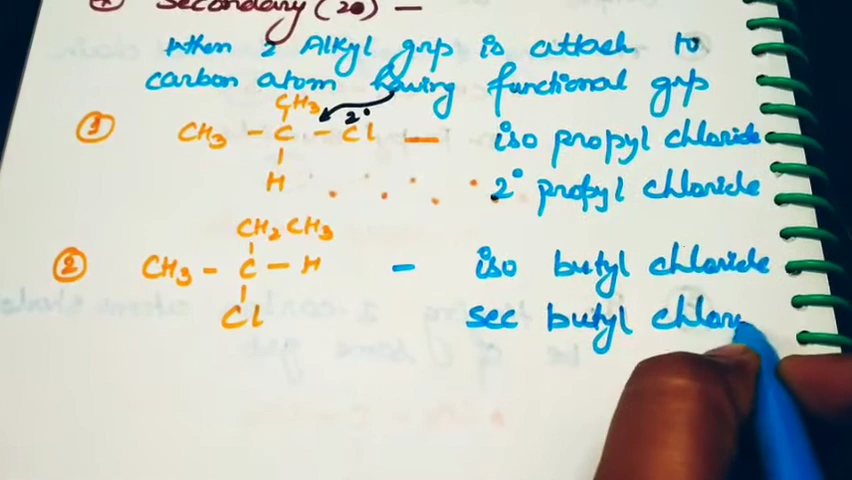 Secondary (2°) —
When 2 Alkyl grp is attach to
carbon atom having functional grp
① CH3 - C - Cl — iso propyl chloride
CH3
2°
H
2° propyl chloride
CH2 CH3
② CH3 - C - H - iso butyl chloride
Cl
sec butyl chlor